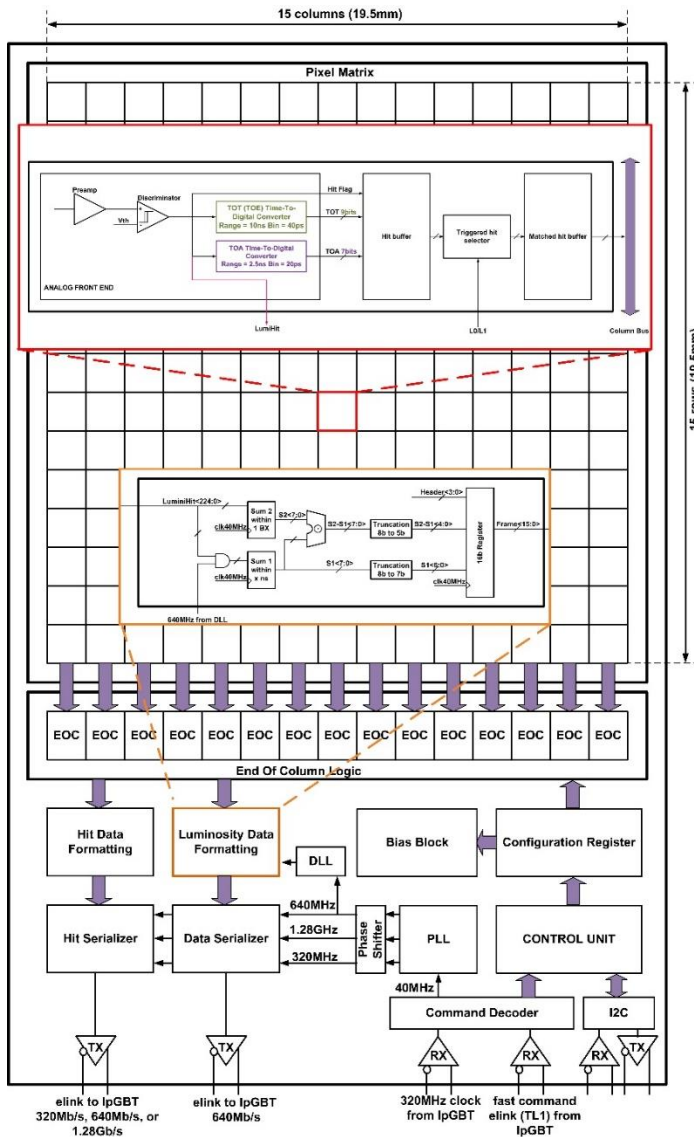 15 columns (19.5mm)
Pixel Matrix
15 rows (19.5mm)
Preamp
Discriminator
Vth
TOT (TOE) Time-To-
Digital Converter
Range = 10ns Bin = 40ps
TOA Time-To-Digital
Converter
Range = 2.5ns Bin = 20ps
ANALOG FRONT END
Hit Flag
TOT 9bits
TOA 7bits
Hit buffer
Triggered hit
selector
Matched hit buffer
LumiHit
L0/L1
Column Bus
LuminiHit<224:0>
clk40MHz
Sum 2
within
1 BX
S2<7:0>
clk40MHz
Sum 1
within
x ns
640MHz from DLL
S2-S1<7:0>
Truncation
8b to 5b
S2-S1<4:0>
S1<7:0>
Truncation
8b to 7b
S1<6:0>
Header<3:0>
16b Register
clk40MHz
Frame<15:0>
EOC EOC EOC EOC EOC EOC EOC EOC EOC EOC EOC EOC EOC EOC EOC
End Of Column Logic
Hit Data
Formatting
Luminosity Data
Formatting
DLL
Bias Block
Configuration Register
Hit Serializer
Data Serializer
640MHz
1.28GHz
320MHz
Phase
Shifter
PLL
CONTROL UNIT
40MHz
Command Decoder
I2C
TX
TX
RX
RX
TX
elink to lpGBT
320Mb/s, 640Mb/s, or
1.28Gb/s
elink to lpGBT
640Mb/s
320MHz clock
from lpGBT
fast command
elink (TL1) from
lpGBT